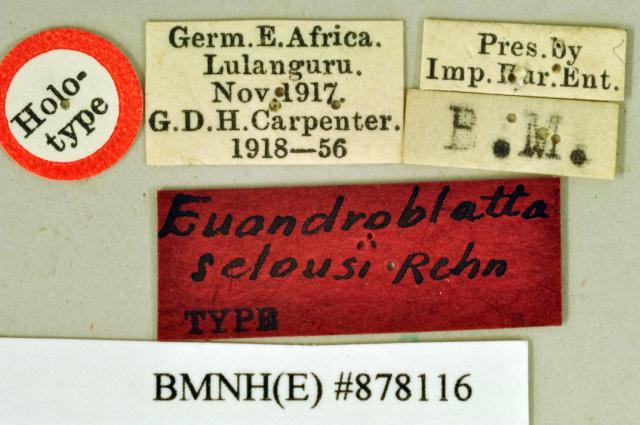 Holo-
type
Germ.E.Africa.
Lulanguru.
Nov.1917.
G.D.H.Carpenter.
1918—56
Pres.by
Imp.Bur.Ent.
B.M.
Euandroblatta
selousi Rehn
TYPE
BMNH(E) #878116